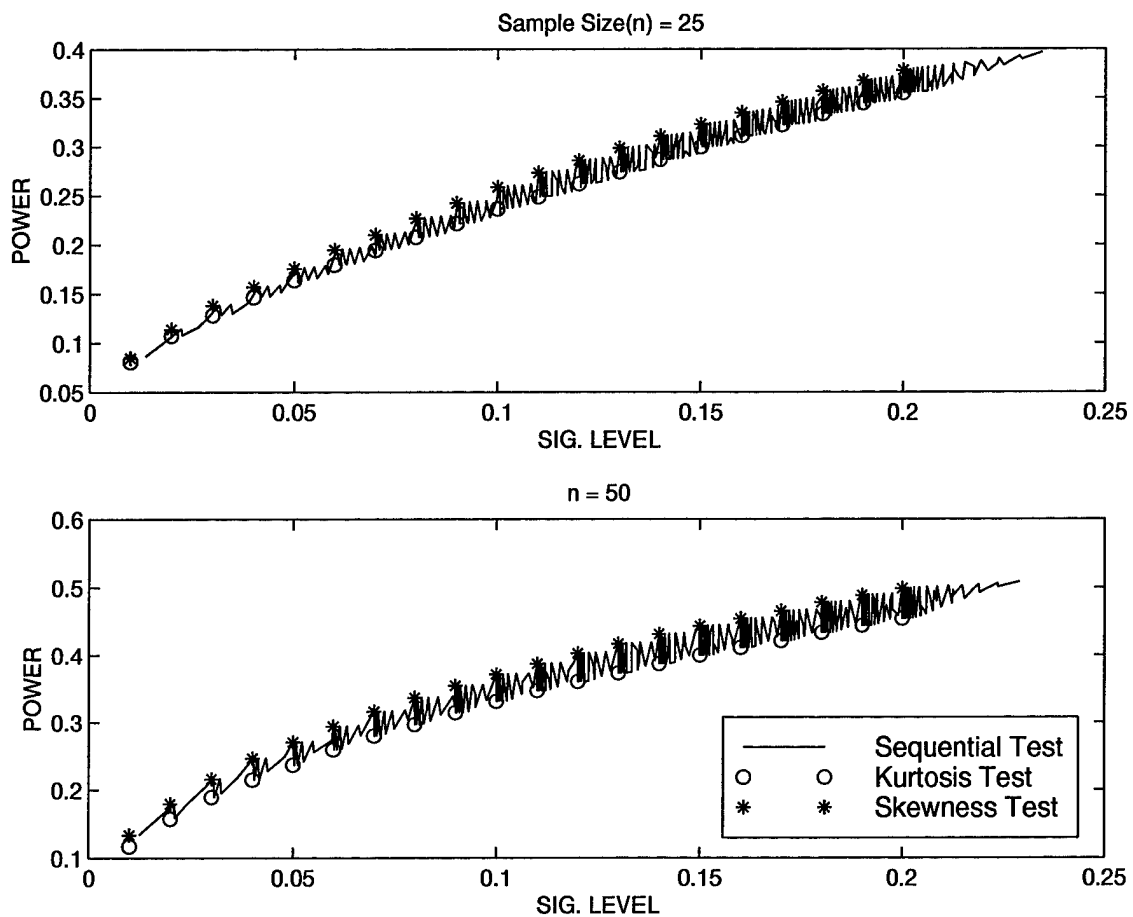 Sample Size(n) = 25
0.4
0.35
0.3
0.25
0.2
0.15
0.1
0.05
POWER
0 0.05 0.1 0.15 0.2 0.25
SIG. LEVEL
n = 50
0.6
0.5
0.4
0.3
0.2
0.1
POWER
Sequential Test
Kurtosis Test
Skewness Test
0 0.05 0.1 0.15 0.2 0.25
SIG. LEVEL